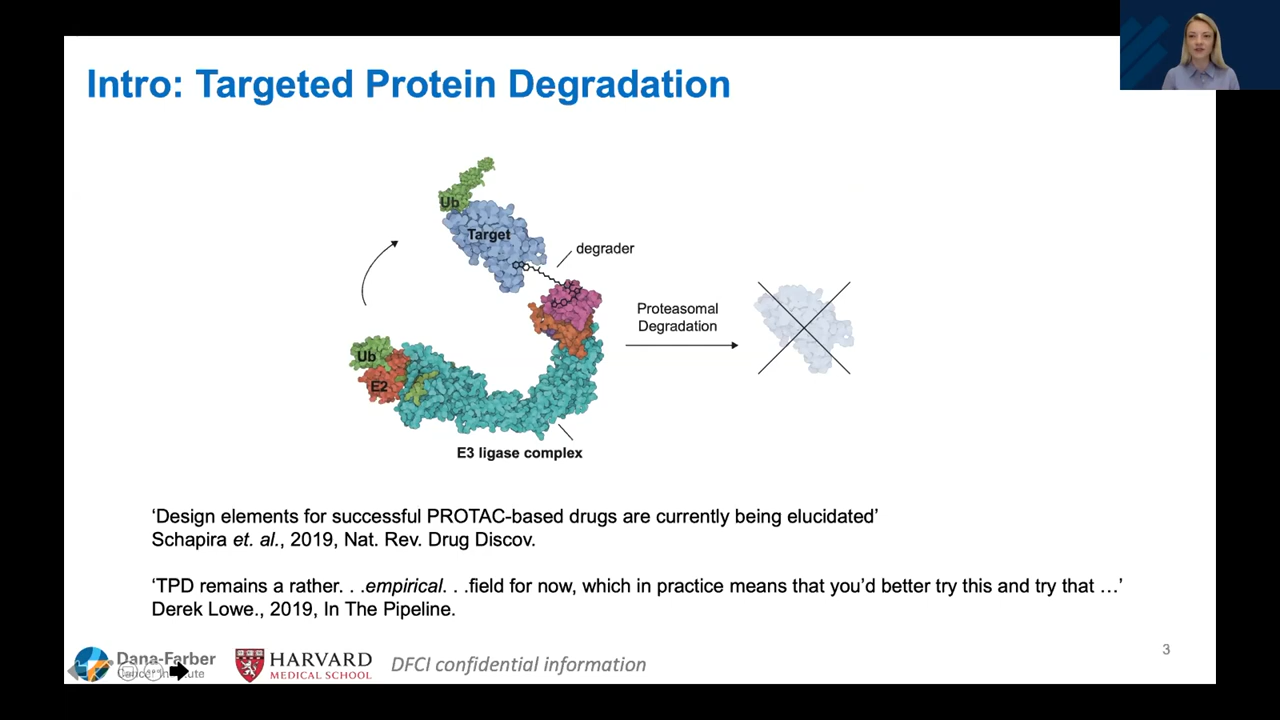 Intro: Targeted Protein Degradation
Ub
Target
degrader
Proteasomal
Degradation
Ub
E2
E3 ligase complex
‘Design elements for successful PROTAC-based drugs are currently being elucidated’
Schapira et. al., 2019, Nat. Rev. Drug Discov.
‘TPD remains a rather. . .empirical. . .field for now, which in practice means that you’d better try this and try that …’
Derek Lowe., 2019, In The Pipeline.
Dana-Farber
Cancer Institute
HARVARD
MEDICAL SCHOOL
DFCI confidential information
3